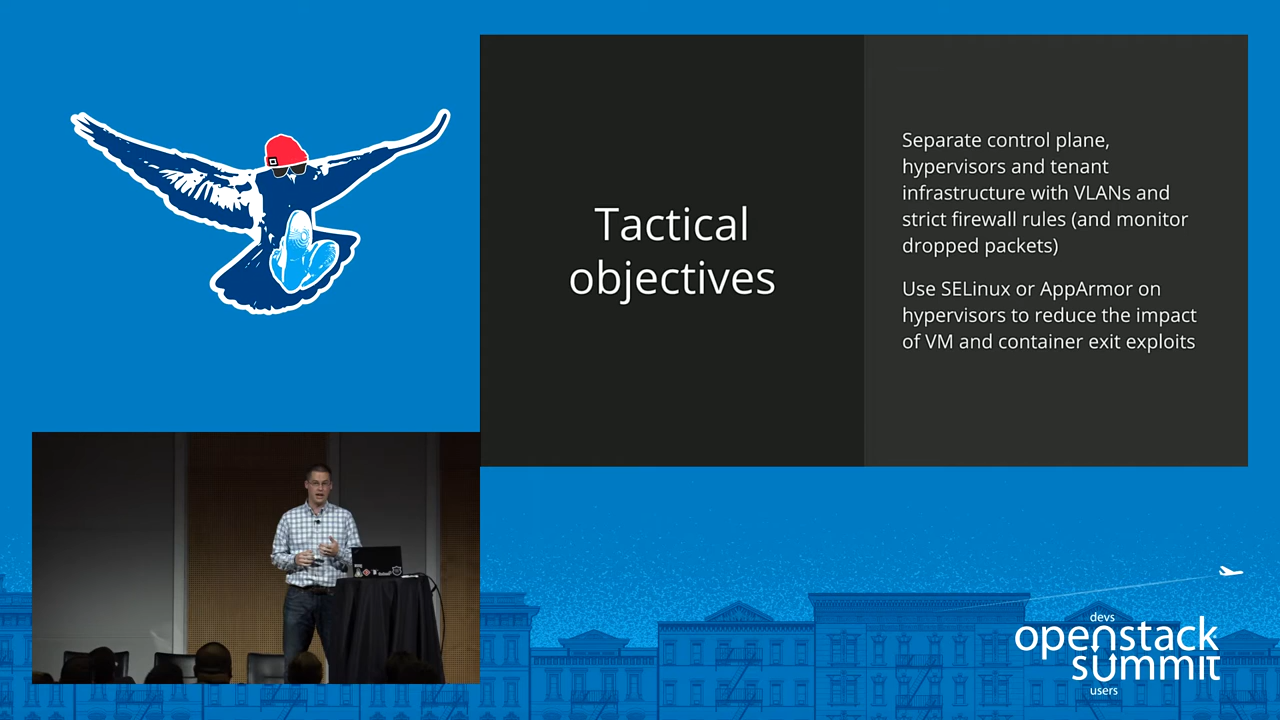 Tactical
objectives
Separate control plane,
hypervisors and tenant
infrastructure with VLANs and
strict firewall rules (and monitor
dropped packets)
Use SELinux or AppArmor on
hypervisors to reduce the impact
of VM and container exit exploits
devs
openstack
summit
users